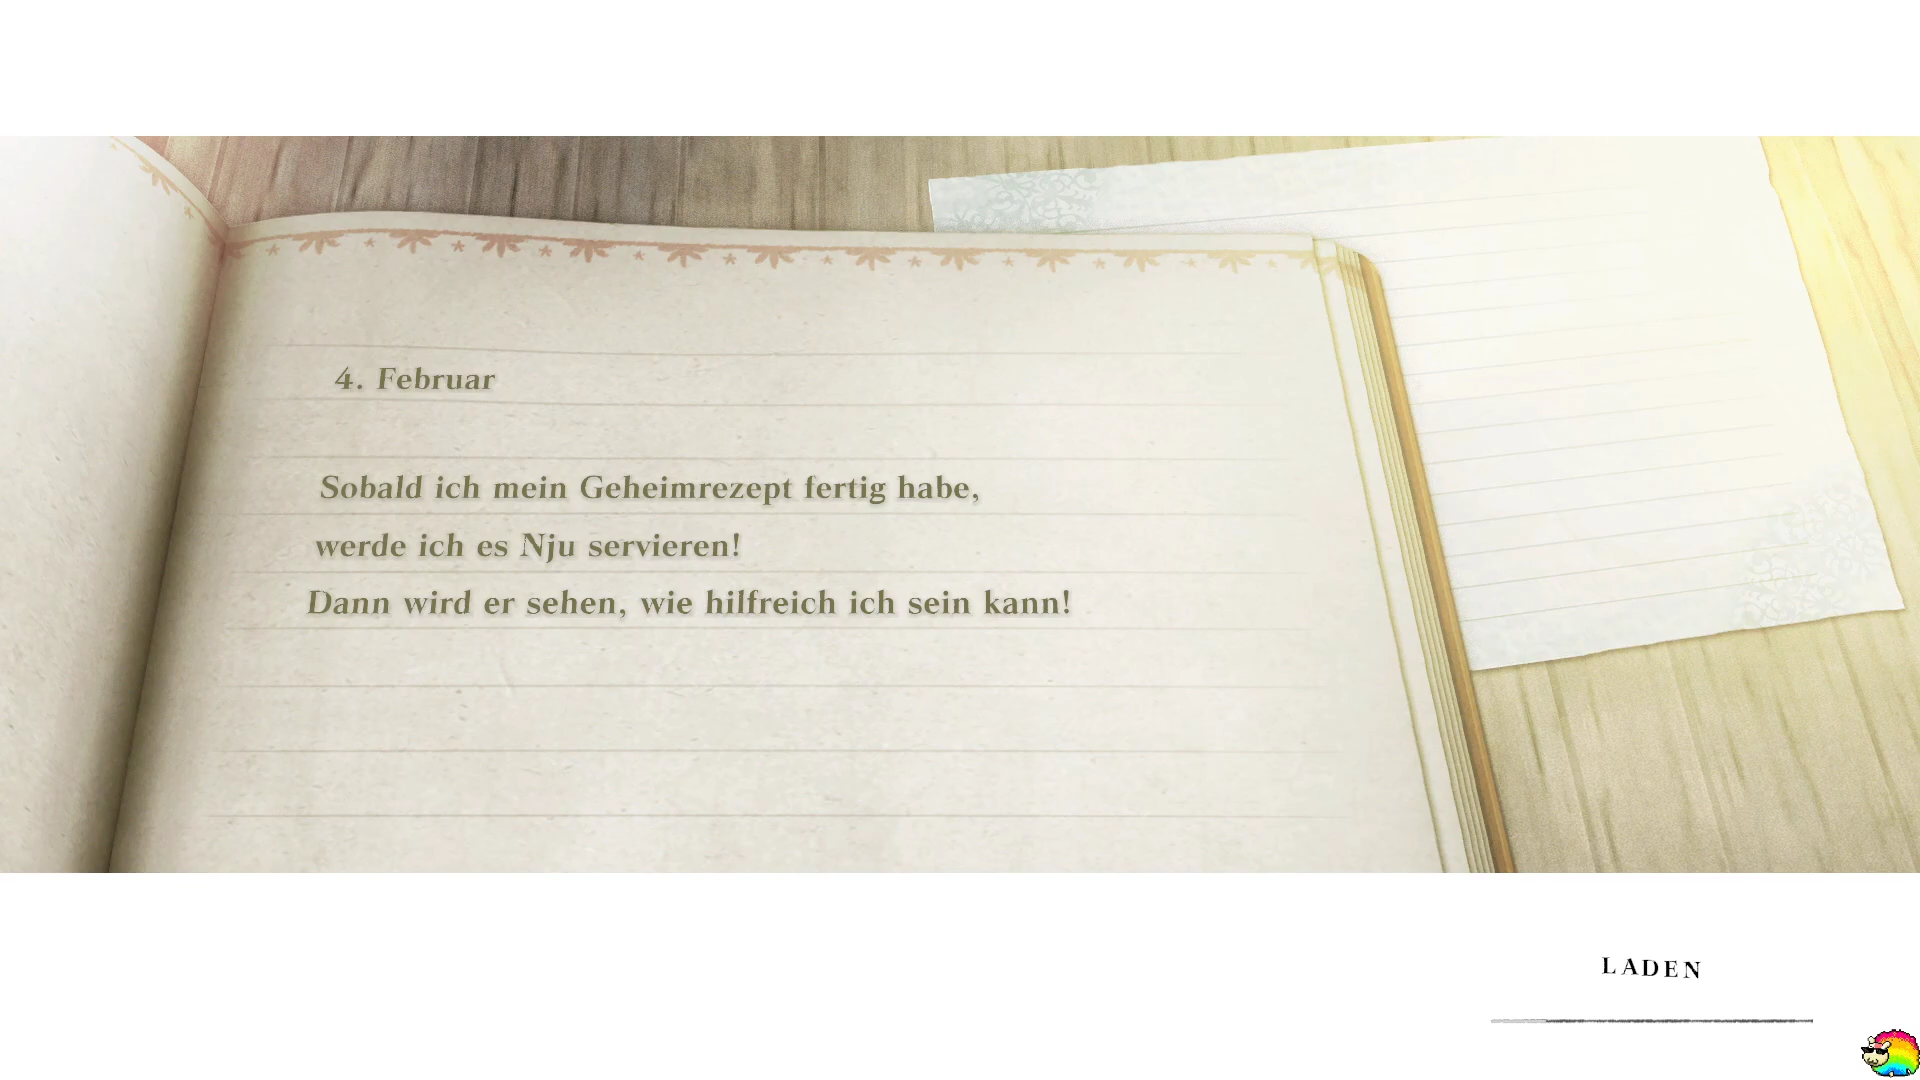 4. Februar
Sobald ich mein Geheimrezept fertig habe,
werde ich es Nju servieren!
Dann wird er sehen, wie hilfreich ich sein kann!
LADEN